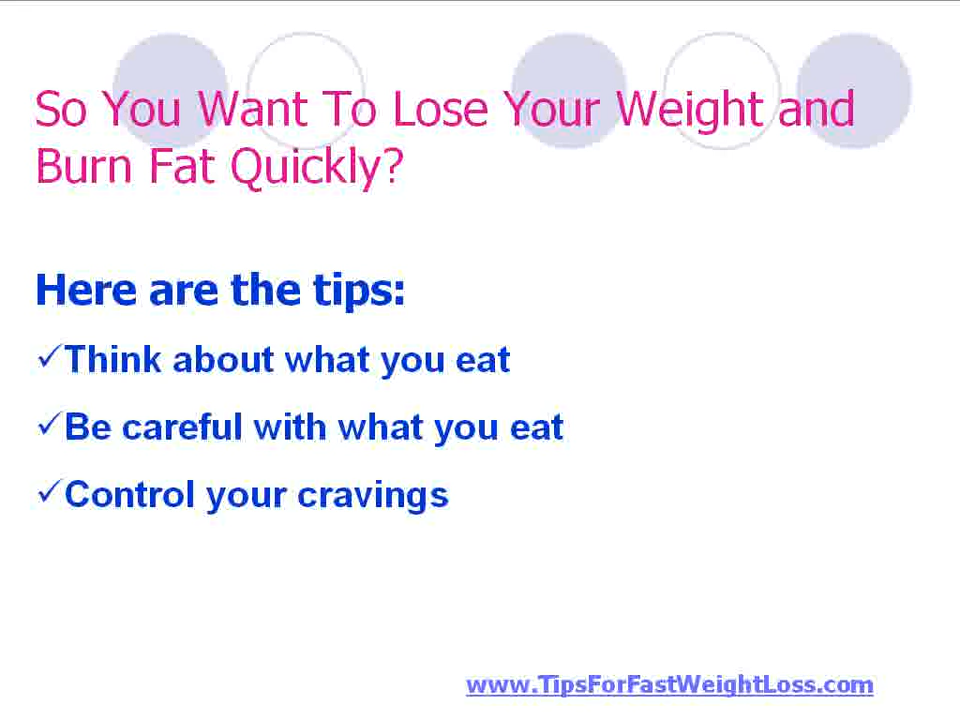 So You Want To Lose Your Weight and
Burn Fat Quickly?
Here are the tips:
✓Think about what you eat
✓Be careful with what you eat
✓Control your cravings
www.TipsForFastWeightLoss.com